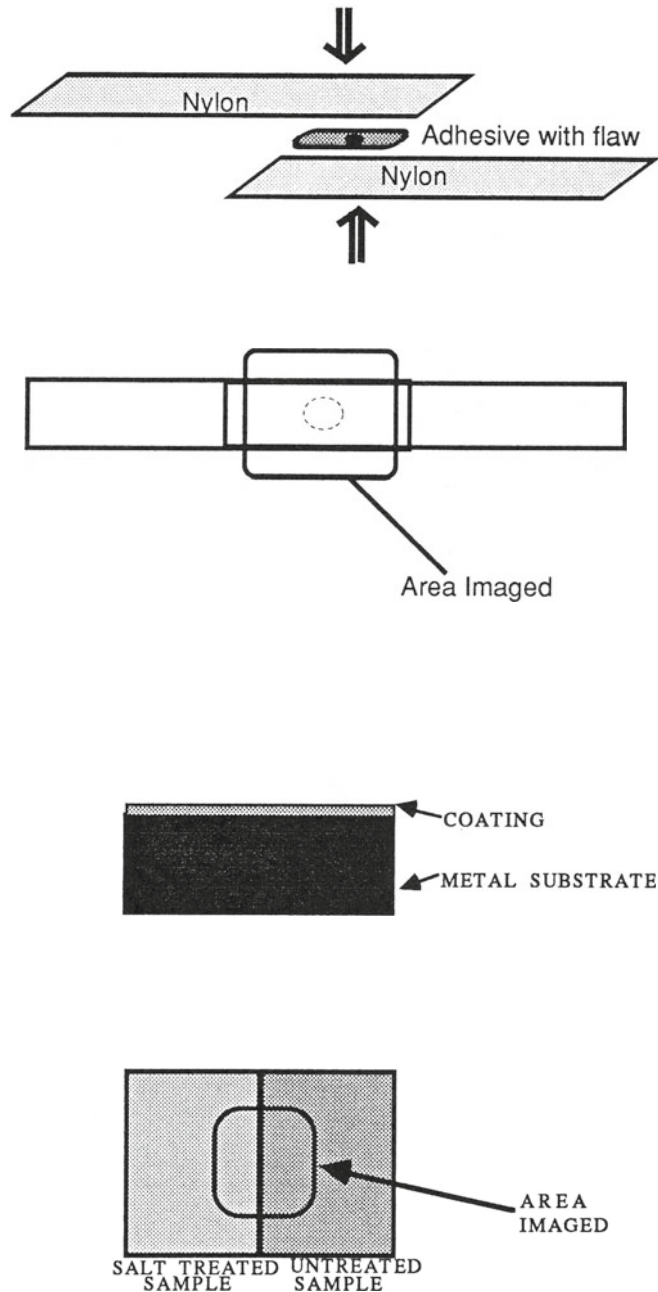 Nylon
Adhesive with flaw
Nylon
Area Imaged
COATING
METAL SUBSTRATE
AREA
IMAGED
SALT TREATED
SAMPLE
UNTREATED
SAMPLE